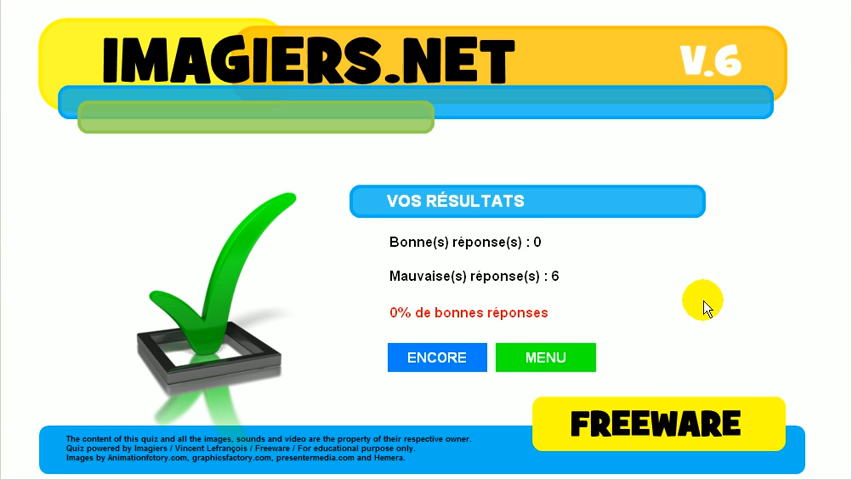 IMAGIERS.NET
V.6
VOS RÉSULTATS
Bonne(s) réponse(s) : 0
Mauvaise(s) réponse(s) : 6
0% de bonnes réponses
ENCORE
MENU
FREEWARE
The content of this quiz and all the images, sounds and video are the property of their respective owner.
Quiz powered by Imagiers / Vincent Lefrançois / Freeware / For educational purpose only.
Images by Animationfctory.com, graphicsfactory.com, presentermedia.com and Hemera.